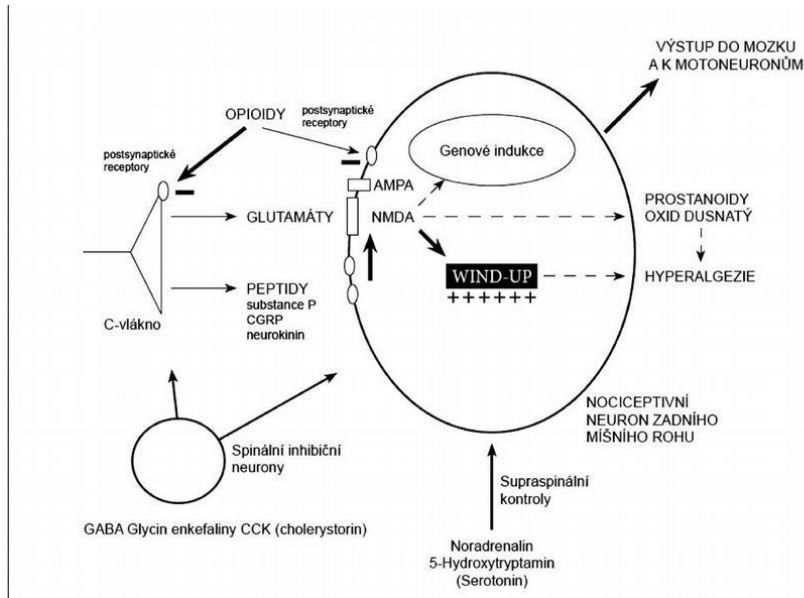 VÝSTUP DO MOZKU
A K MOTONEURONŮM
OPIOIDY
postsynaptické
receptory
postsynaptické
receptory
Genové indukce
AMPA
GLUTAMÁTY
NMDA
PROSTANOIDY
OXID DUSNATÝ
WIND-UP
++++++
HYPERALGEZIE
PEPTIDY
substance P
CGRP
neurokinin
C-vlákno
NOCICEPTIVNÍ
NEURON ZADNÍHO
MÍŠNÍHO ROHU
Spinální inhibiční
neurony
Supraspinální
kontroly
GABA Glycin enkefaliny CCK (cholerystorin)
Noradrenalin
5-Hydroxytryptamin
(Serotonin)